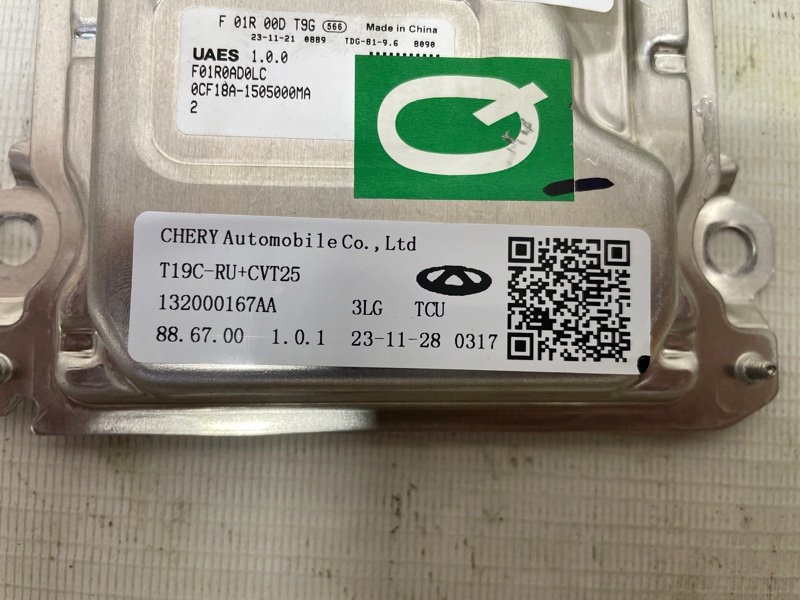 F 01R 00D T9G 566 Made in China
23-11-21 0889 TDG-81-9.6 8090
UAES 1.0.0
F01R0AD0LC
0CF18A-1505000MA
2
CHERY Automobile Co., Ltd
T19C-RU+CVT25
132000167AA 3LG TCU
88.67.00 1.0.1 23-11-28 0317